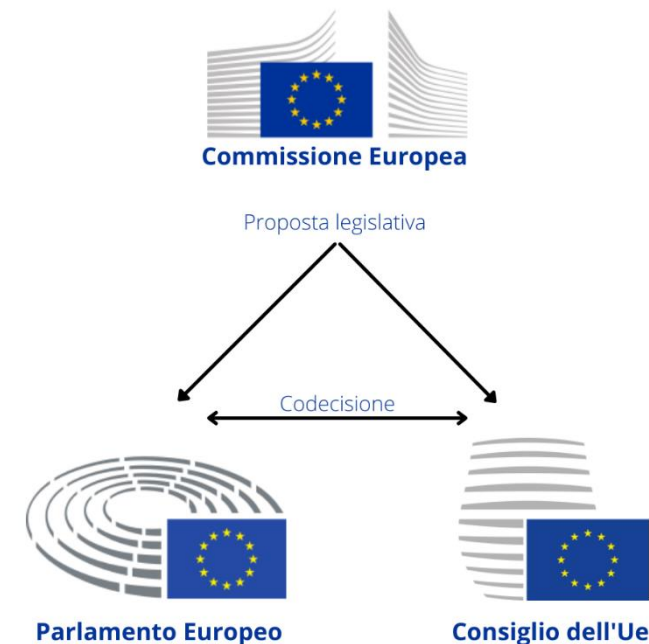 Commissione Europea
Proposta legislativa
Codecisione
Parlamento Europeo
Consiglio dell'Ue